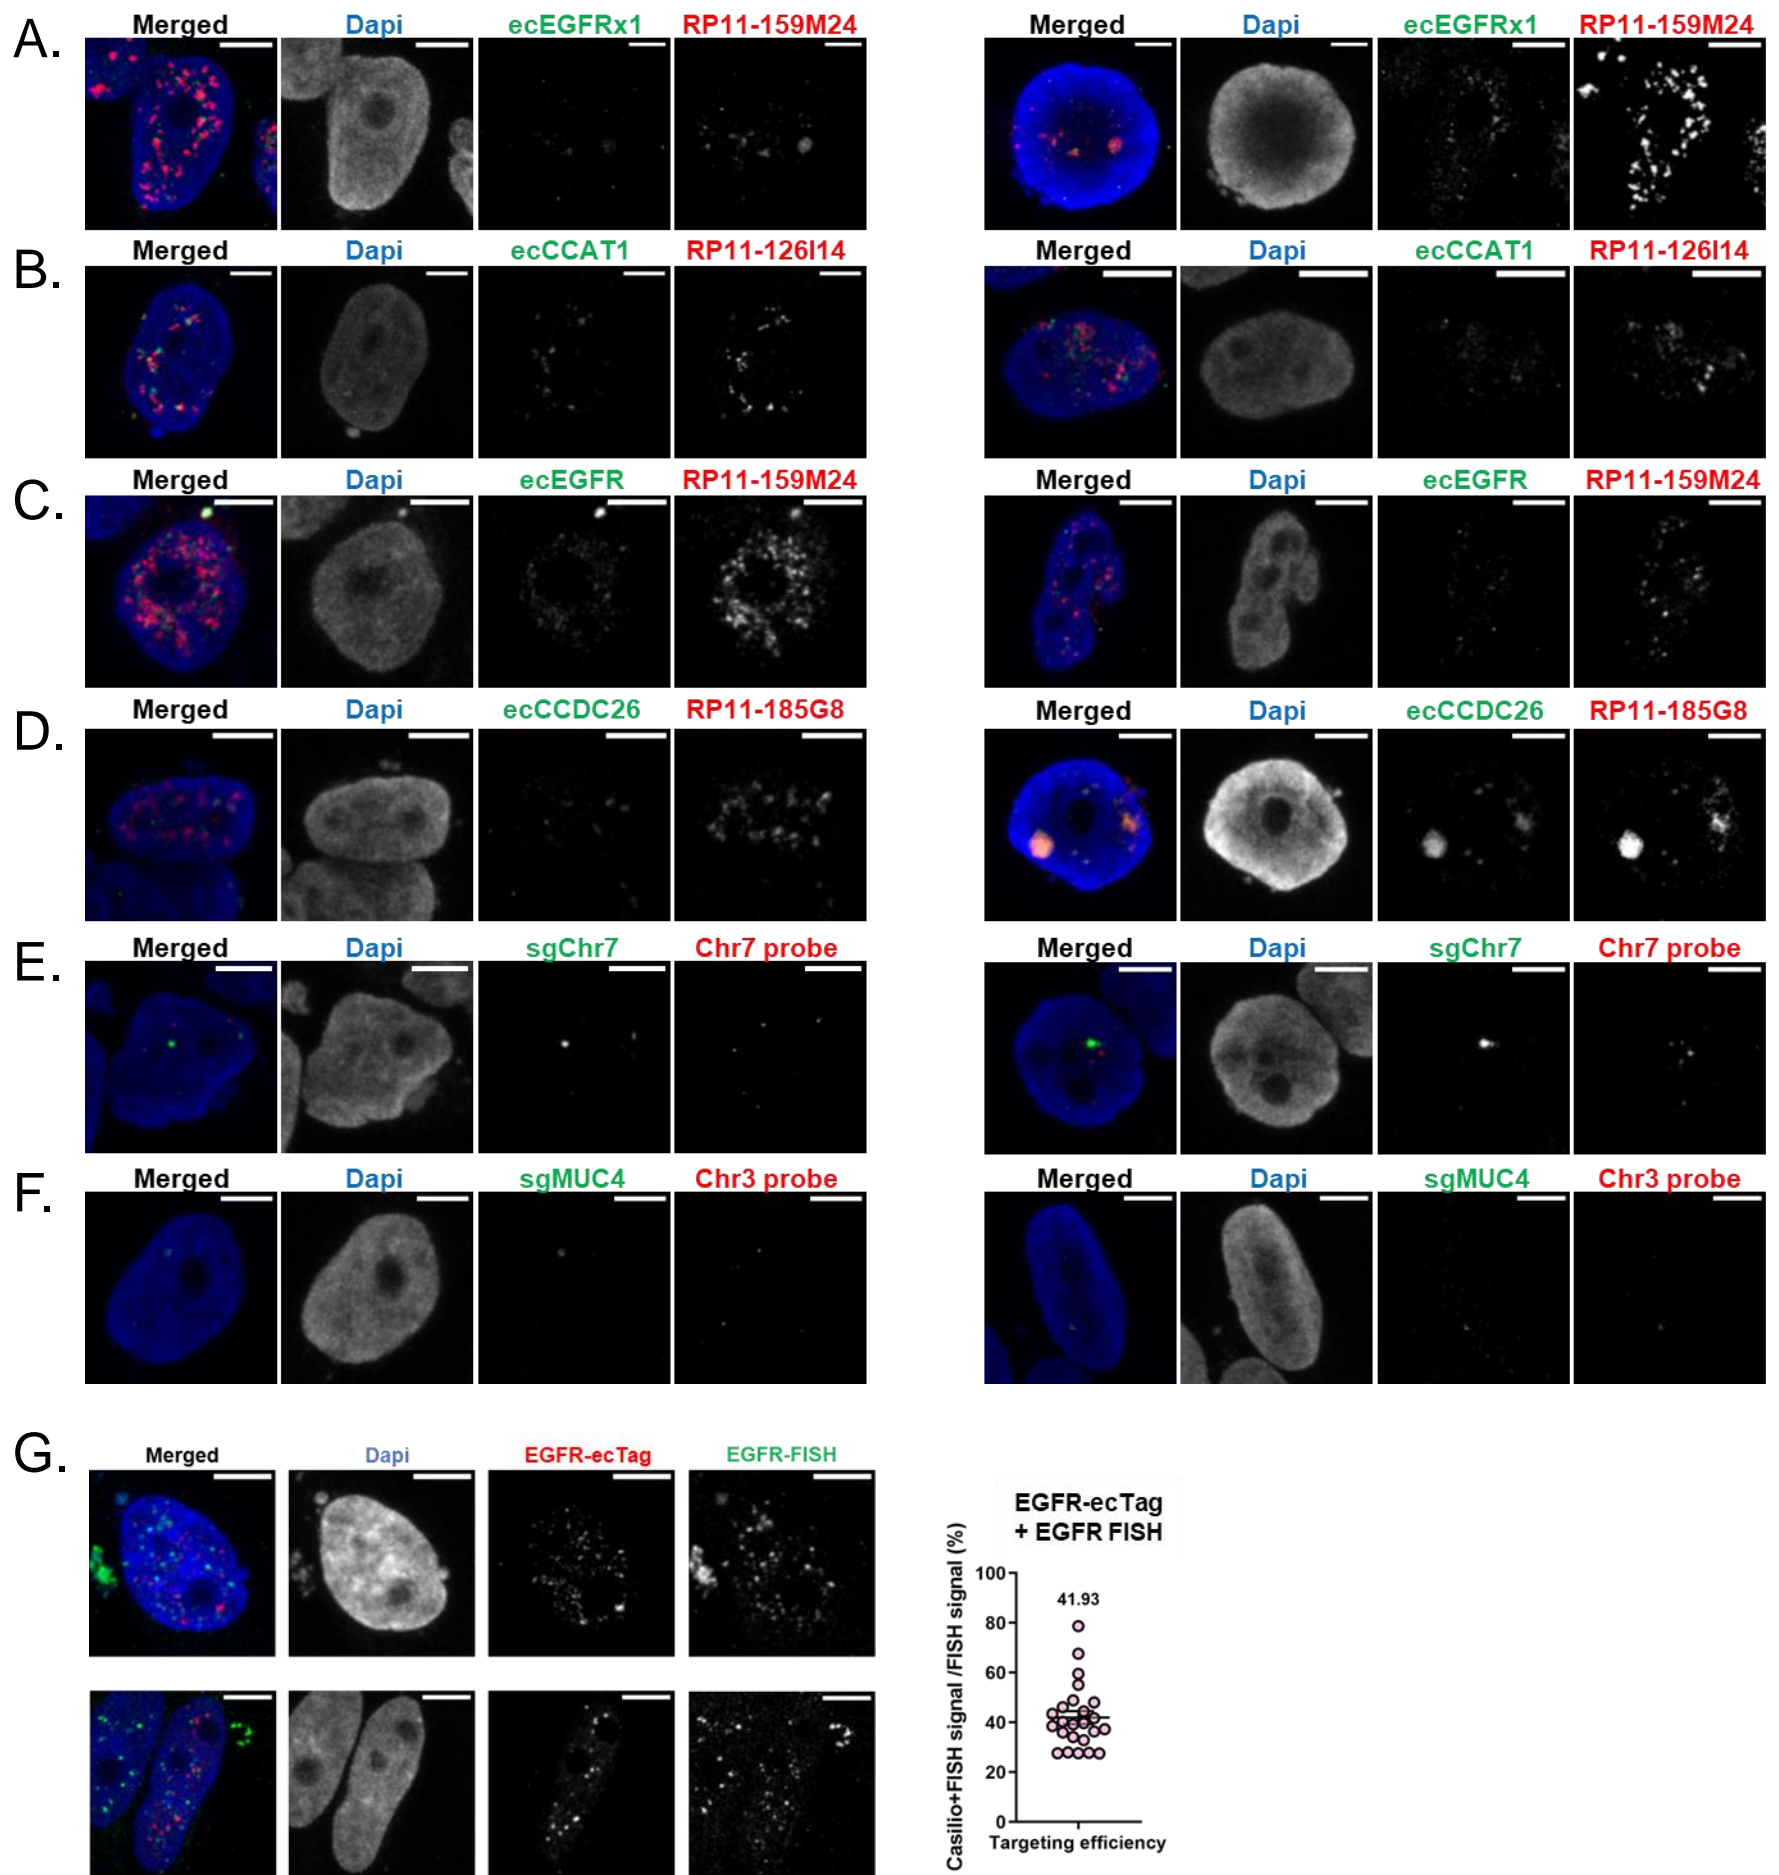 A.
Merged Dapi ecEGFRx1 RP11-159M24 Merged Dapi ecEGFRx1 RP11-159M24
B.
Merged Dapi ecCCAT1 RP11-126I14 Merged Dapi ecCCAT1 RP11-126I14
C.
Merged Dapi ecEGFR RP11-159M24 Merged Dapi ecEGFR RP11-159M24
D.
Merged Dapi ecCCDC26 RP11-185G8 Merged Dapi ecCCDC26 RP11-185G8
E.
Merged Dapi sgChr7 Chr7 probe Merged Dapi sgChr7 Chr7 probe
F.
Merged Dapi sgMUC4 Chr3 probe Merged Dapi sgMUC4 Chr3 probe
G.
Merged Dapi EGFR-ecTag EGFR-FISH
EGFR-ecTag
+ EGFR FISH
Casilio+FISH signal /FISH signal (%)
100
80
60
40
20
0
41.93
Targeting efficiency